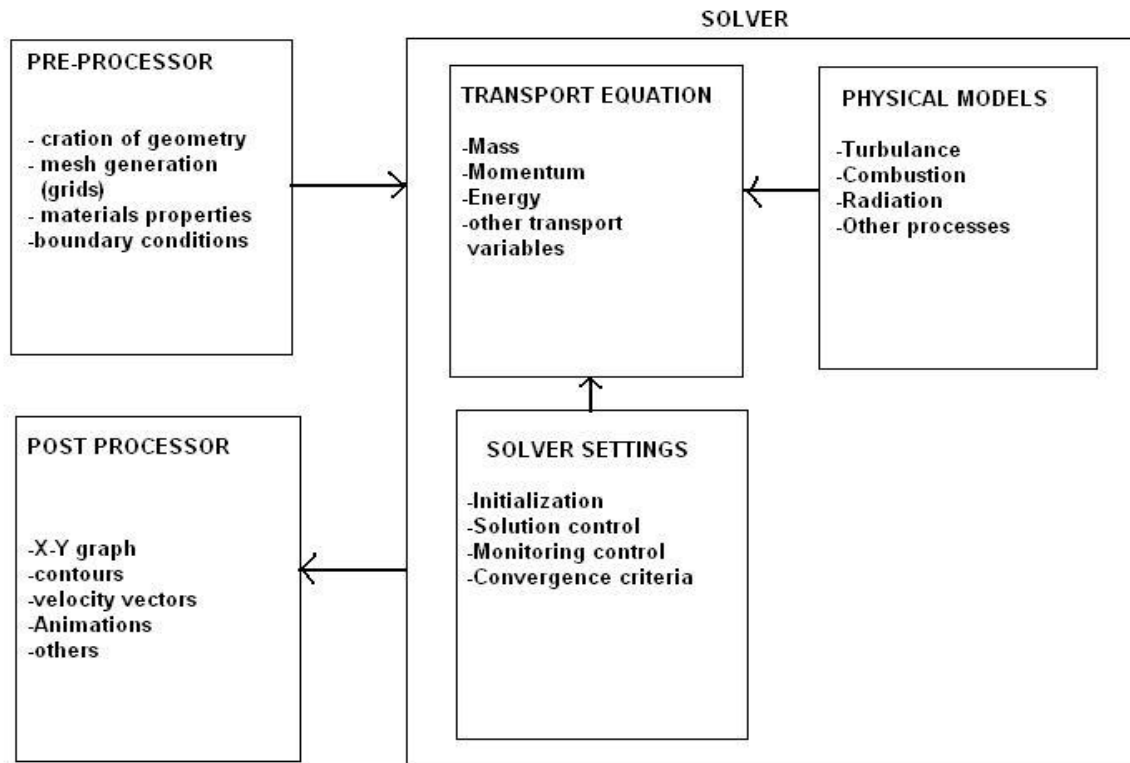 SOLVER
PRE-PROCESSOR
- cration of geometry
- mesh generation
(grids)
- materials properties
-boundary conditions
TRANSPORT EQUATION
-Mass
-Momentum
-Energy
-other transport
variables
PHYSICAL MODELS
-Turbulance
-Combustion
-Radiation
-Other processes
SOLVER SETTINGS
-Initialization
-Solution control
-Monitoring control
-Convergence criteria
POST PROCESSOR
-X-Y graph
-contours
-velocity vectors
-Animations
-others